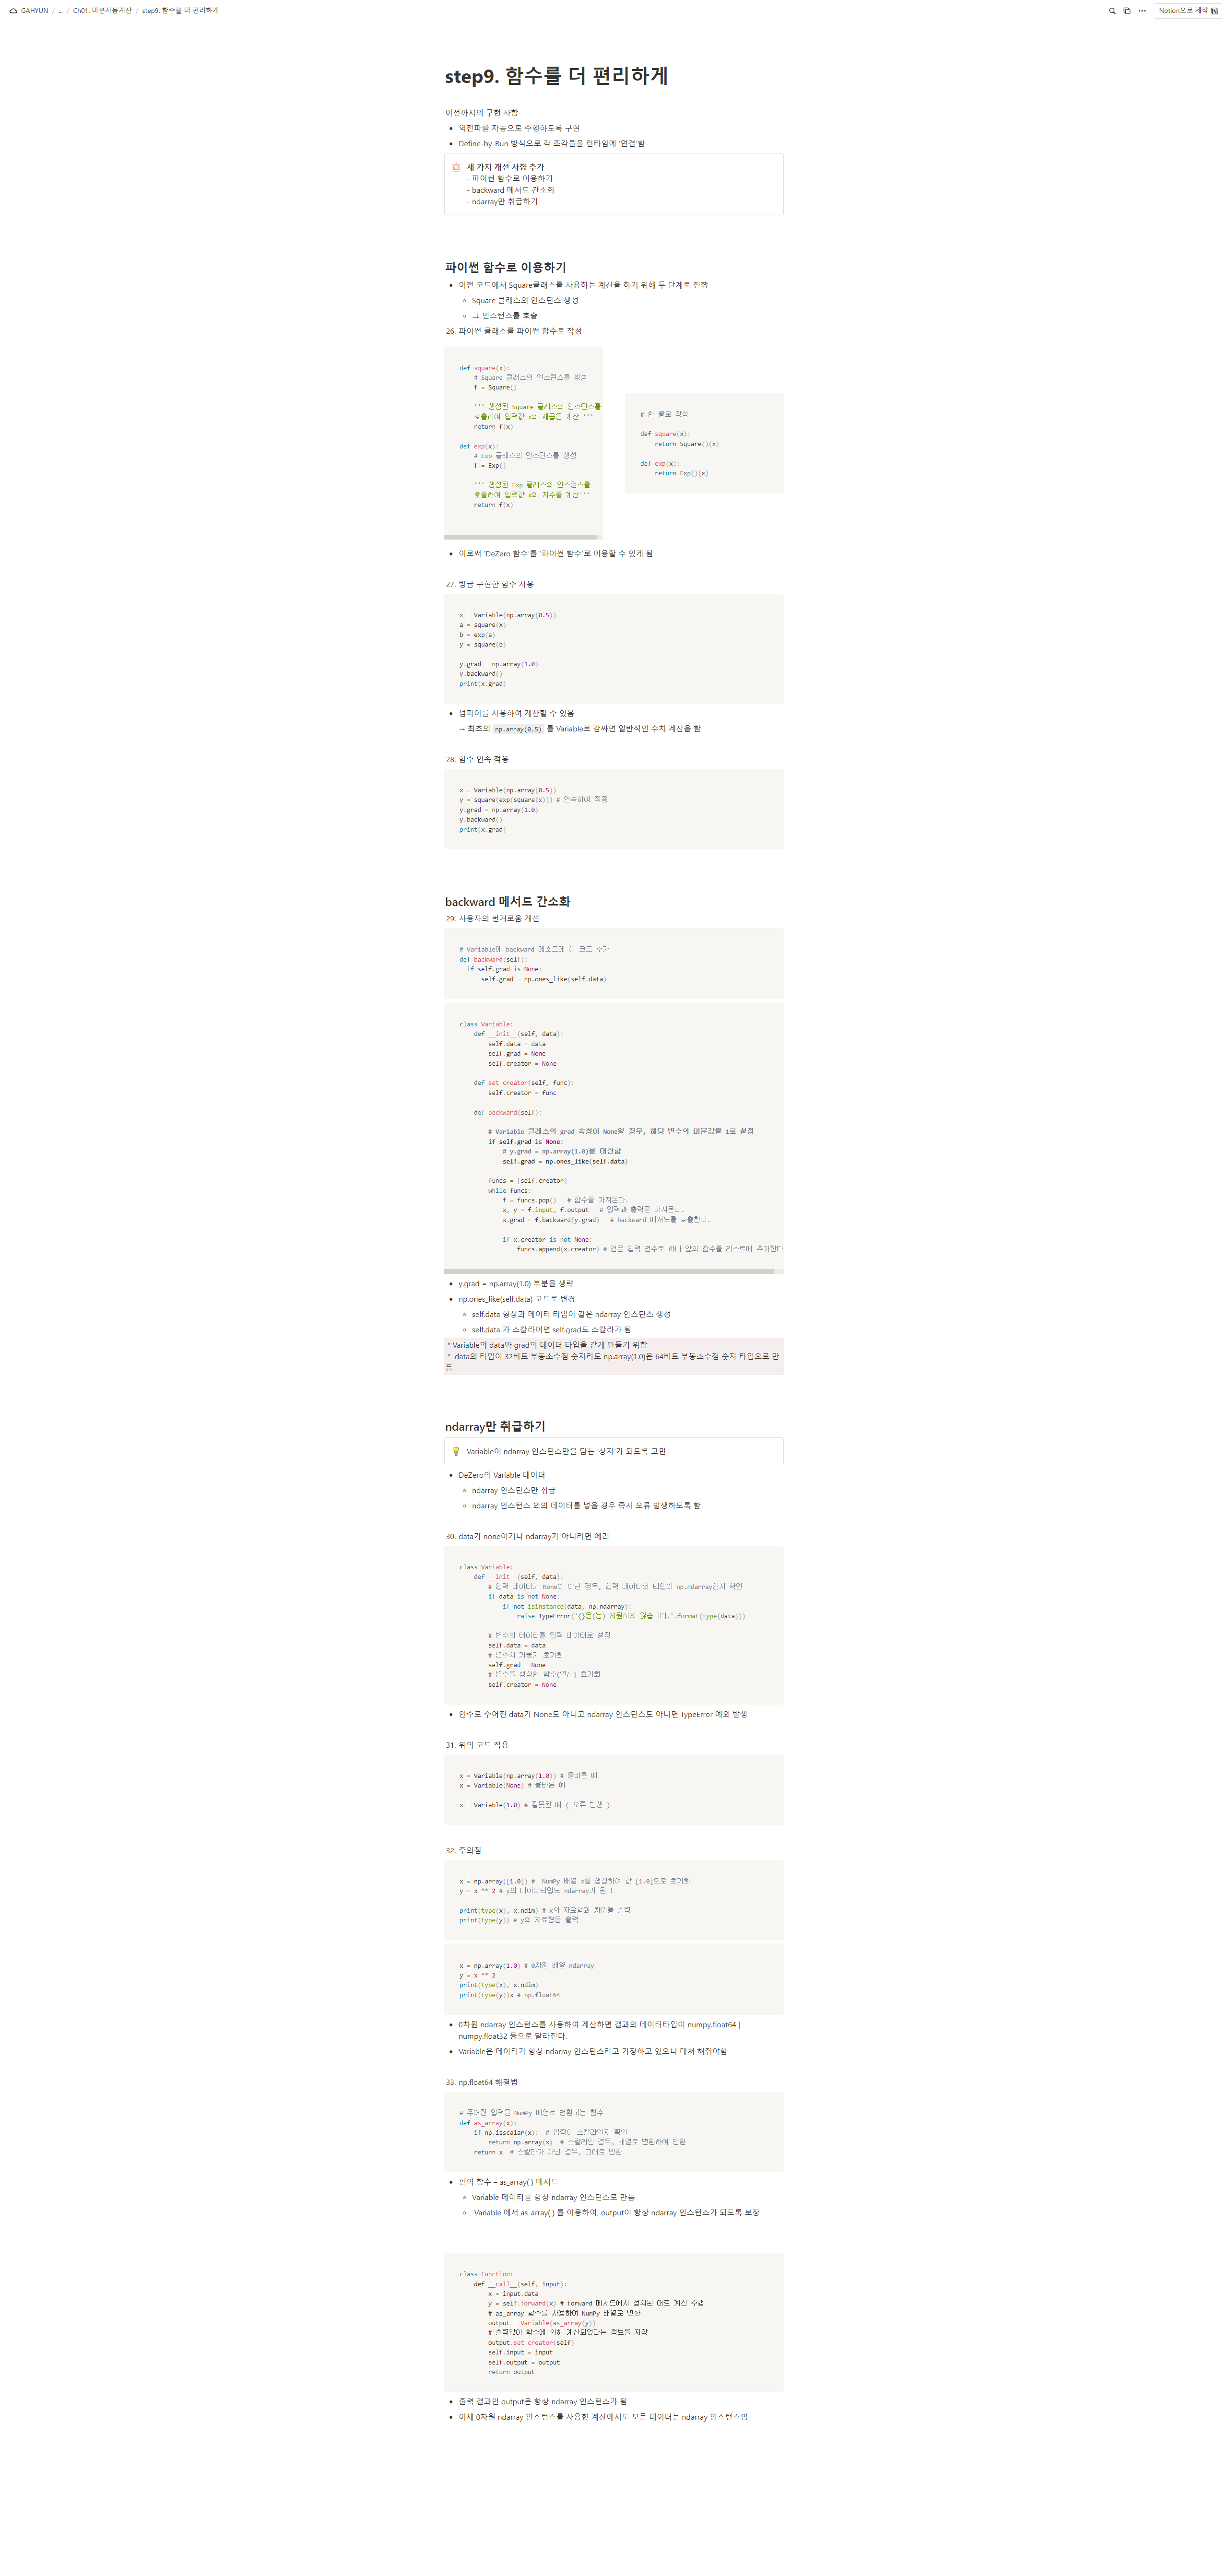 GAHYUN / ... / Ch01. 미분자동계산 / step9. 함수를 더 편리하게
Notion으로 제작
step9. 함수를 더 편리하게
이전까지의 구현 사항
• 역전파를 자동으로 수행하도록 구현
• Define-by-Run 방식으로 각 조각들을 런타임에 '연결'함
세 가지 개선 사항 추가
- 파이썬 함수로 이용하기
- backward 메서드 간소화
- ndarray만 취급하기
파이썬 함수로 이용하기
• 이전 코드에서 Square클래스를 사용하는 계산을 하기 위해 두 단계로 진행
◦ Square 클래스의 인스턴스 생성
◦ 그 인스턴스를 호출
26. 파이썬 클래스를 파이썬 함수로 작성
def square(x):
# Square 클래스의 인스턴스를 생성
f = Square()
''' 생성된 Square 클래스의 인스턴스를
호출하여 입력값 x의 제곱을 계산 '''
return f(x)
def exp(x):
# Exp 클래스의 인스턴스를 생성
f = Exp()
''' 생성된 Exp 클래스의 인스턴스를
호출하여 입력값 x의 지수를 계산'''
return f(x)
# 한 줄로 작성
def square(x):
return Square()(x)
def exp(x):
return Exp()(x)
• 이로써 'DeZero 함수'를 '파이썬 함수'로 이용할 수 있게 됨
27. 방금 구현한 함수 사용
x = Variable(np.array(0.5))
a = square(x)
b = exp(a)
y = square(b)
y.grad = np.array(1.0)
y.backward()
print(x.grad)
• 넘파이를 사용하여 계산할 수 있음
→ 최초의 np.array(0.5) 를 Variable로 감싸면 일반적인 수치 계산을 함
28. 함수 연속 적용
x = Variable(np.array(0.5))
y = square(exp(square(x))) # 연속하여 적용
y.grad = np.array(1.0)
y.backward()
print(x.grad)
backward 메서드 간소화
29. 사용자의 번거로움 개선
# Variable에 backward 메소드에 이 코드 추가
def backward(self):
if self.grad is None:
self.grad = np.ones_like(self.data)
class Variable:
def __init__(self, data):
self.data = data
self.grad = None
self.creator = None
def set_creator(self, func):
self.creator = func
def backward(self):
# Variable 클래스의 grad 속성이 None일 경우, 해당 변수의 미분값을 1로 설정
if self.grad is None:
# y.grad = np.array(1.0)을 대신함
self.grad = np.ones_like(self.data)
funcs = [self.creator]
while funcs:
f = funcs.pop() # 함수를 가져온다.
x, y = f.input, f.output # 입력과 출력을 가져온다.
x.grad = f.backward(y.grad) # backward 메서드를 호출한다.
if x.creator is not None:
funcs.append(x.creator) # 얻은 입력 변수로 하나 앞의 함수를 리스트에 추가한다
• y.grad = np.array(1.0) 부분을 생략
• np.ones_like(self.data) 코드로 변경
◦ self.data 형상과 데이터 타입이 같은 ndarray 인스턴스 생성
◦ self.data 가 스칼라이면 self.grad도 스칼라가 됨
* Variable의 data와 grad의 데이터 타입을 같게 만들기 위함
* data의 타입이 32비트 부동소수점 숫자라도 np.array(1.0)은 64비트 부동소수점 숫자 타입으로 만
듬
ndarray만 취급하기
Variable이 ndarray 인스턴스만을 담는 '상자'가 되도록 고민
• DeZero의 Variable 데이터
◦ ndarray 인스턴스만 취급
◦ ndarray 인스턴스 외의 데이터를 넣을 경우 즉시 오류 발생하도록 함
30. data가 none이거나 ndarray가 아니라면 에러
class Variable:
def __init__(self, data):
# 입력 데이터가 None이 아닌 경우, 입력 데이터의 타입이 np.ndarray인지 확인
if data is not None:
if not isinstance(data, np.ndarray):
raise TypeError('{}은(는) 지원하지 않습니다.'.format(type(data)))
# 변수의 데이터를 입력 데이터로 설정
self.data = data
# 변수의 기울기 초기화
self.grad = None
# 변수를 생성한 함수(연산) 초기화
self.creator = None
• 인수로 주어진 data가 None도 아니고 ndarray 인스턴스도 아니면 TypeError 예외 발생
31. 위의 코드 적용
x = Variable(np.array(1.0)) # 올바른 예
x = Variable(None) # 올바른 예
x = Variable(1.0) # 잘못된 예 ( 오류 발생 )
32. 주의점
x = np.array([1.0]) # NumPy 배열 x를 생성하여 값 [1.0]으로 초기화
y = x ** 2 # y의 데이터타입도 ndarray가 됨 !
print(type(x), x.ndim) # x의 자료형과 차원을 출력
print(type(y)) # y의 자료형을 출력
x = np.array(1.0) # 0차원 배열 ndarray
y = x ** 2
print(type(x), x.ndim)
print(type(y))x # np.float64
• 0차원 ndarray 인스턴스를 사용하여 계산하면 결과의 데이터타입이 numpy.float64 |
numpy.float32 등으로 달라진다.
• Variable은 데이터가 항상 ndarray 인스턴스라고 가정하고 있으니 대처 해줘야함
33. np.float64 해결법
# 주어진 입력을 NumPy 배열로 변환하는 함수
def as_array(x):
if np.isscalar(x): # 입력이 스칼라인지 확인
return np.array(x) # 스칼라인 경우, 배열로 변환하여 반환
return x # 스칼라가 아닌 경우, 그대로 반환
• 편의 함수 – as_array( ) 메서드
◦ Variable 데이터를 항상 ndarray 인스턴스로 만듬
◦ Variable 에서 as_array( ) 를 이용하여, output이 항상 ndarray 인스턴스가 되도록 보장
class Function:
def __call__(self, input):
x = input.data
y = self.forward(x) # forward 메서드에서 정의된 대로 계산 수행
# as_array 함수를 사용하여 NumPy 배열로 변환
output = Variable(as_array(y))
# 출력값이 함수에 의해 계산되었다는 정보를 저장
output.set_creator(self)
self.input = input
self.output = output
return output
• 출력 결과인 output은 항상 ndarray 인스턴스가 됨
• 이제 0차원 ndarray 인스턴스를 사용한 계산에서도 모든 데이터는 ndarray 인스턴스임